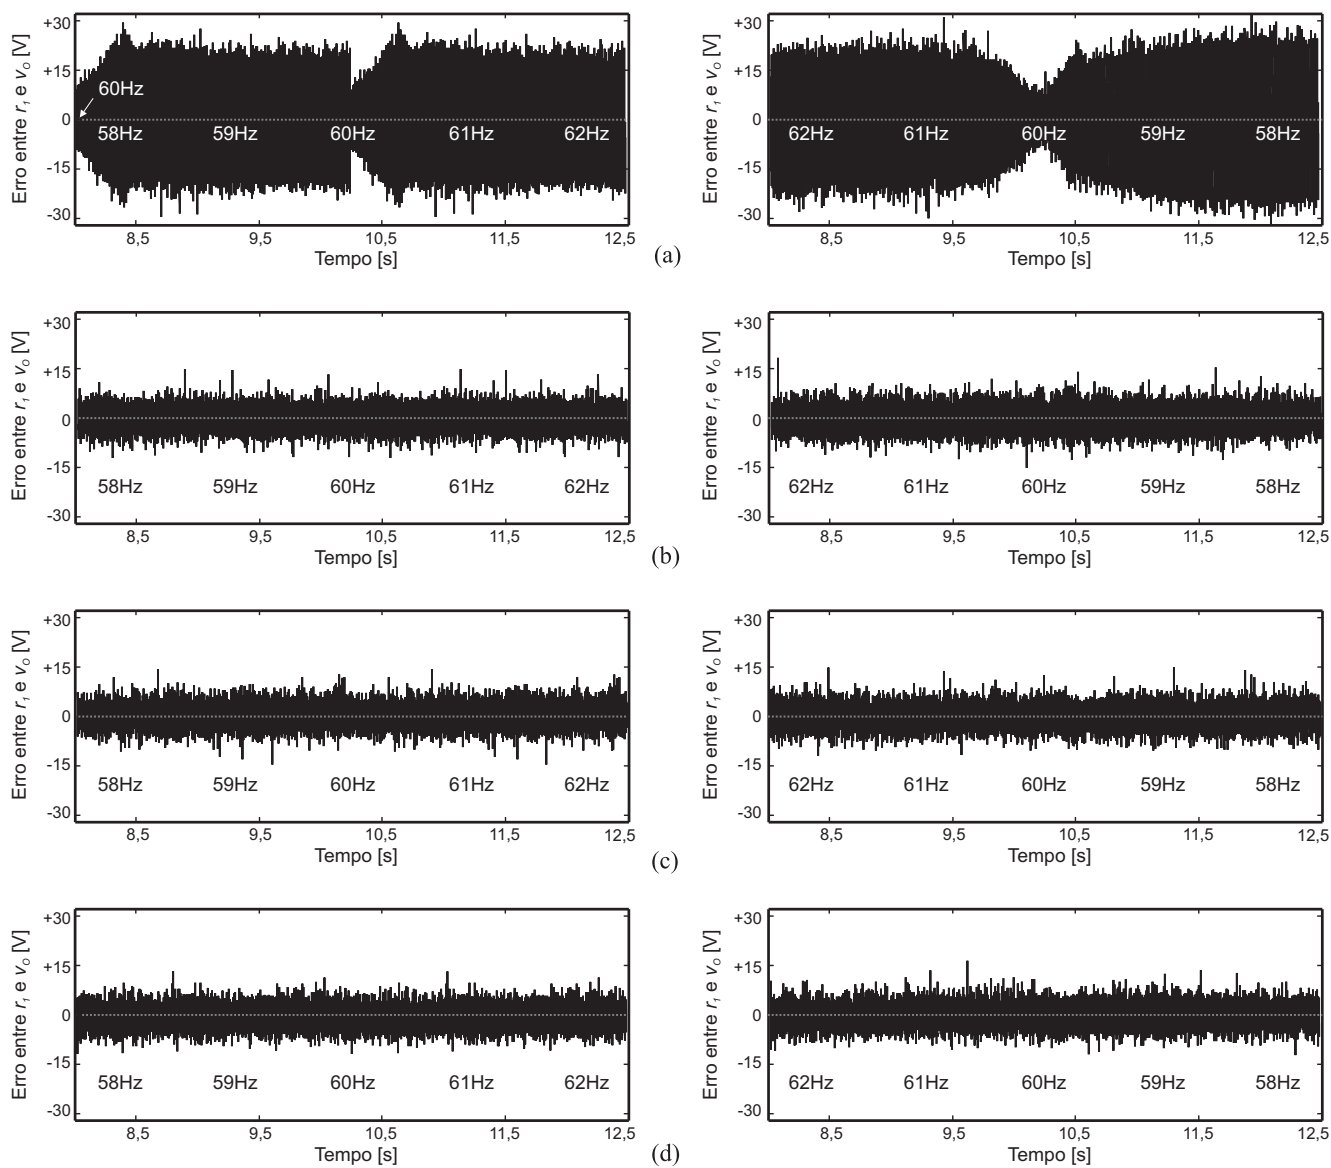 Erro entre r1 e vO [V]
+30
+15
0
-15
-30
60Hz
58Hz 59Hz 60Hz 61Hz 62Hz
8,5 9,5 10,5 11,5 12,5
Tempo [s]
Erro entre r1 e vO [V]
+30
+15
0
-15
-30
62Hz 61Hz 60Hz 59Hz 58Hz
8,5 9,5 10,5 11,5 12,5
Tempo [s]
(a)
Erro entre r1 e vO [V]
+30
+15
0
-15
-30
58Hz 59Hz 60Hz 61Hz 62Hz
8,5 9,5 10,5 11,5 12,5
Tempo [s]
Erro entre r1 e vO [V]
+30
+15
0
-15
-30
62Hz 61Hz 60Hz 59Hz 58Hz
8,5 9,5 10,5 11,5 12,5
Tempo [s]
(b)
Erro entre r1 e vO [V]
+30
+15
0
-15
-30
58Hz 59Hz 60Hz 61Hz 62Hz
8,5 9,5 10,5 11,5 12,5
Tempo [s]
Erro entre r1 e vO [V]
+30
+15
0
-15
-30
62Hz 61Hz 60Hz 59Hz 58Hz
8,5 9,5 10,5 11,5 12,5
Tempo [s]
(c)
Erro entre r1 e vO [V]
+30
+15
0
-15
-30
58Hz 59Hz 60Hz 61Hz 62Hz
8,5 9,5 10,5 11,5 12,5
Tempo [s]
Erro entre r1 e vO [V]
+30
+15
0
-15
-30
62Hz 61Hz 60Hz 59Hz 58Hz
8,5 9,5 10,5 11,5 12,5
Tempo [s]
(d)